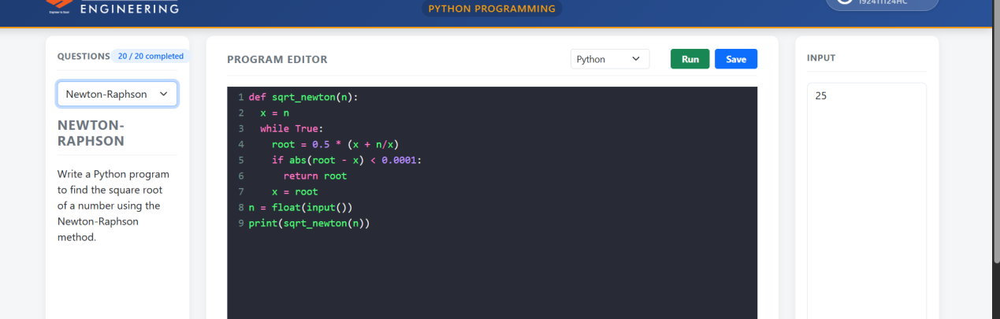 ENGINEERING
PYTHON PROGRAMMING
192411124HC
QUESTIONS 20 / 20 completed
Newton-Raphson
NEWTON-
RAPHSON
Write a Python program
to find the square root
of a number using the
Newton-Raphson
method.
PROGRAM EDITOR
Python
Run
Save
1 def sqrt_newton(n):
2   x = n
3   while True:
4     root = 0.5 * (x + n/x)
5     if abs(root - x) < 0.0001:
6       return root
7     x = root
8 n = float(input())
9 print(sqrt_newton(n))
INPUT
25